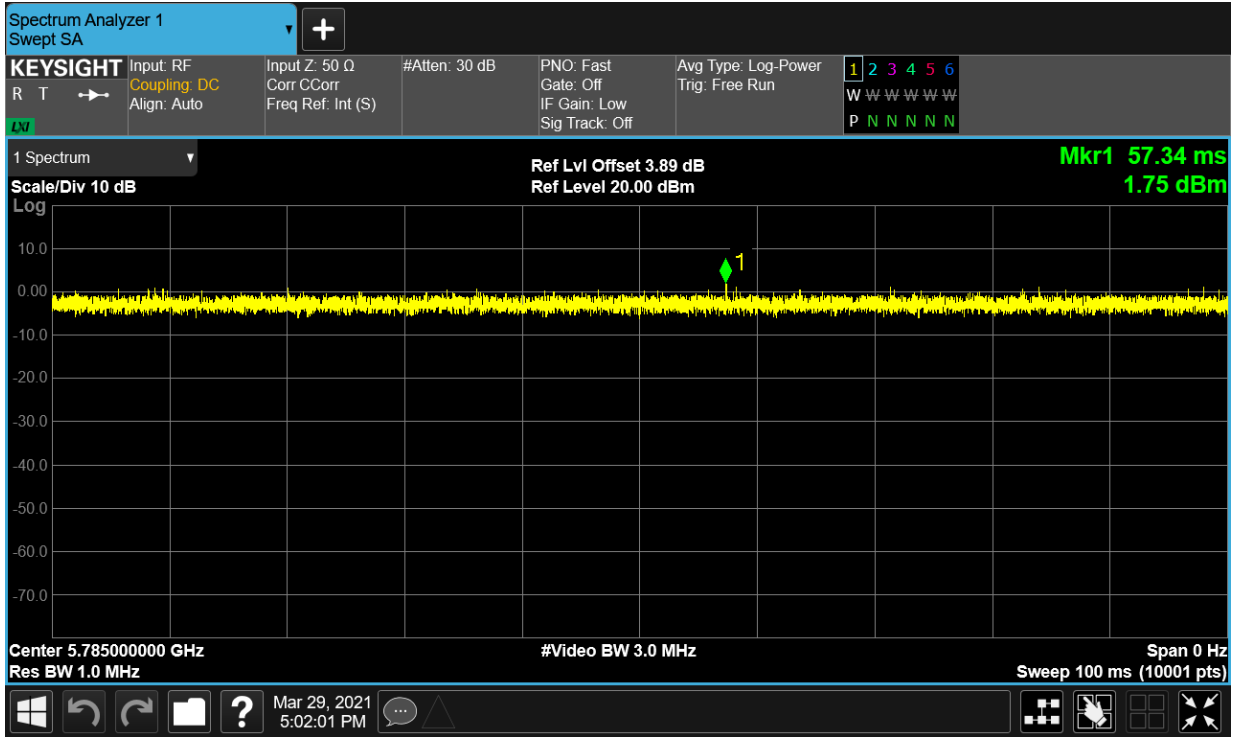 Spectrum Analyzer 1
Swept SA
KEYSIGHT
R T
LXI
Input: RF
Coupling: DC
Align: Auto
Input Z: 50 Ω
Corr CCorr
Freq Ref: Int (S)
#Atten: 30 dB
PNO: Fast
Gate: Off
IF Gain: Low
Sig Track: Off
Avg Type: Log-Power
Trig: Free Run
1 2 3 4 5 6
W W W W W W
P N N N N N
1 Spectrum
Scale/Div 10 dB
Log
Ref Lvl Offset 3.89 dB
Ref Level 20.00 dBm
Mkr1 57.34 ms
1.75 dBm
1
10.0
0.00
-10.0
-20.0
-30.0
-40.0
-50.0
-60.0
-70.0
Center 5.785000000 GHz
Res BW 1.0 MHz
#Video BW 3.0 MHz
Span 0 Hz
Sweep 100 ms (10001 pts)
?
Mar 29, 2021
5:02:01 PM